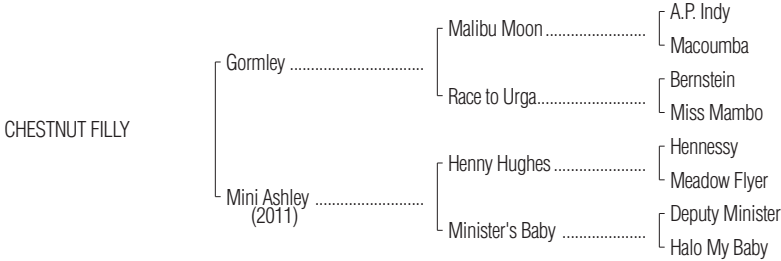 A.P. Indy
Malibu Moon ........................
Macoumba
Gormley ................................
Bernstein
Race to Urga..........................
Miss Mambo
CHESTNUT FILLY
Hennessy
Henny Hughes ......................
Meadow Flyer
Mini Ashley ..........................
(2011)
Deputy Minister
Minister's Baby ....................
Halo My Baby